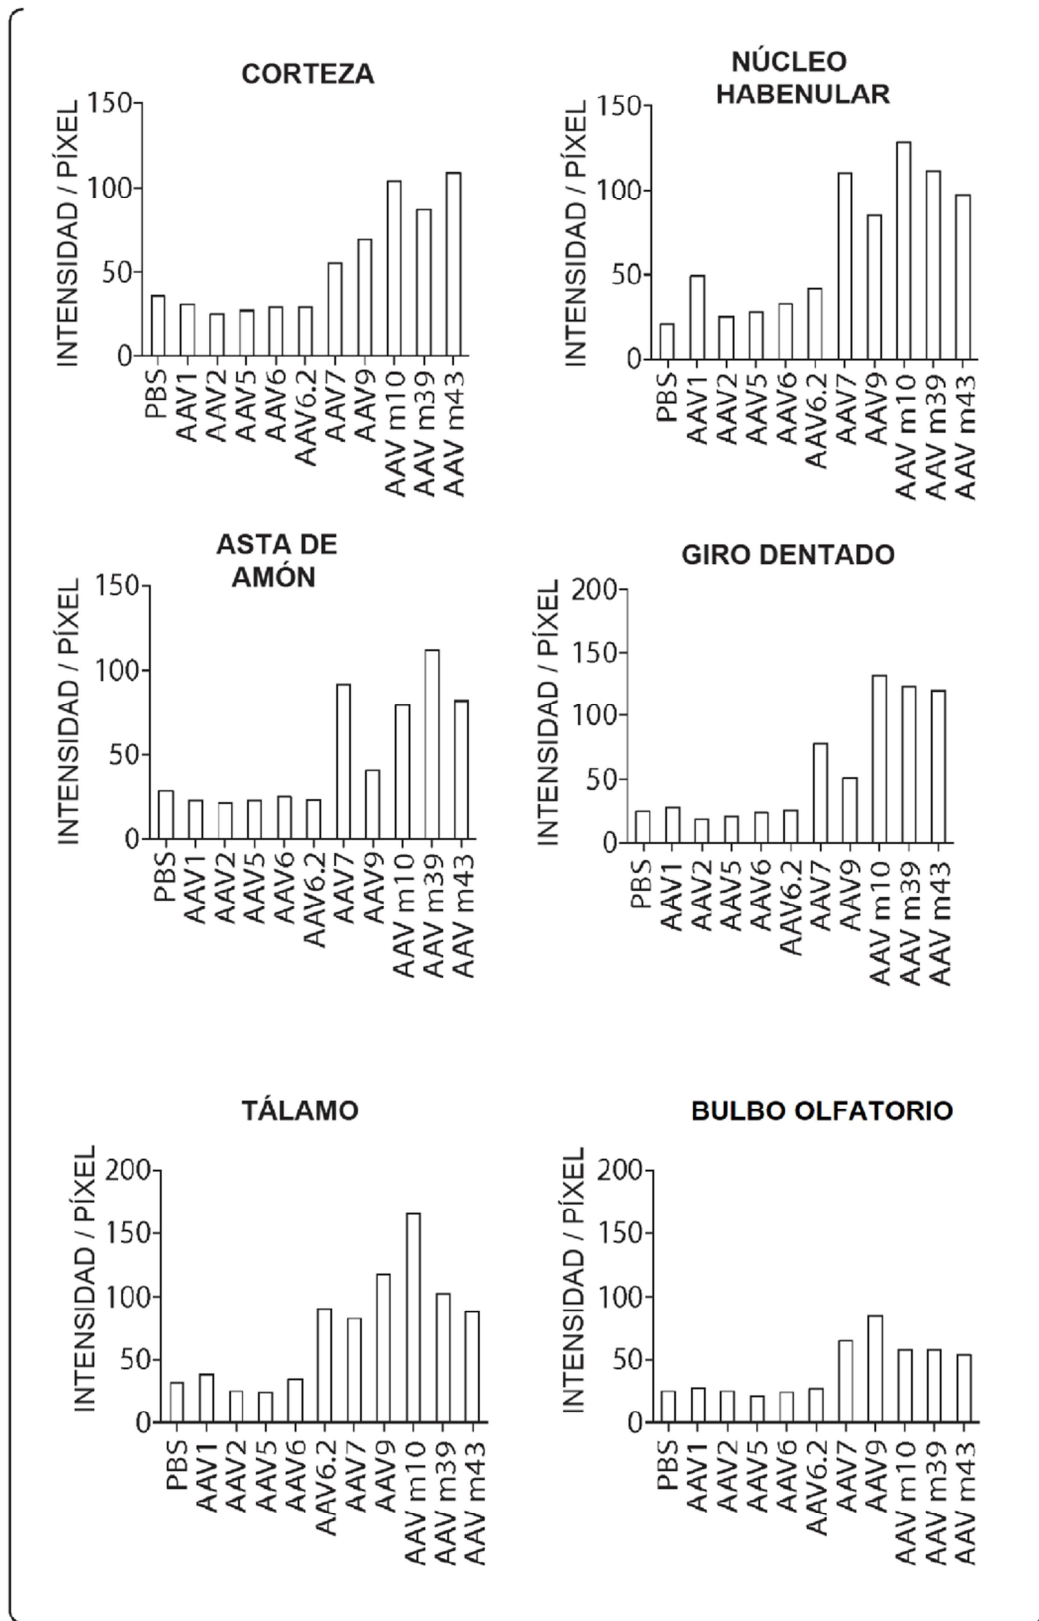 CORTEZA
INTENSIDAD / PÍXEL
150
100
50
0
PBS
AAV1
AAV2
AAV5
AAV6
AAV6.2
AAV7
AAV9
AAV m10
AAV m39
AAV m43
NÚCLEO
HABENULAR
INTENSIDAD / PÍXEL
150
100
50
0
PBS
AAV1
AAV2
AAV5
AAV6
AAV6.2
AAV7
AAV9
AAV m10
AAV m39
AAV m43
ASTA DE
AMÓN
INTENSIDAD / PÍXEL
150
100
50
0
PBS
AAV1
AAV2
AAV5
AAV6
AAV6.2
AAV7
AAV9
AAV m10
AAV m39
AAV m43
GIRO DENTADO
INTENSIDAD / PÍXEL
200
150
100
50
0
PBS
AAV1
AAV2
AAV5
AAV6
AAV6.2
AAV7
AAV9
AAV m10
AAV m39
AAV m43
TÁLAMO
INTENSIDAD / PÍXEL
200
150
100
50
0
PBS
AAV1
AAV2
AAV5
AAV6
AAV6.2
AAV7
AAV9
AAV m10
AAV m39
AAV m43
BULBO OLFATORIO
INTENSIDAD / PÍXEL
200
150
100
50
0
PBS
AAV1
AAV2
AAV5
AAV6
AAV6.2
AAV7
AAV9
AAV m10
AAV m39
AAV m43